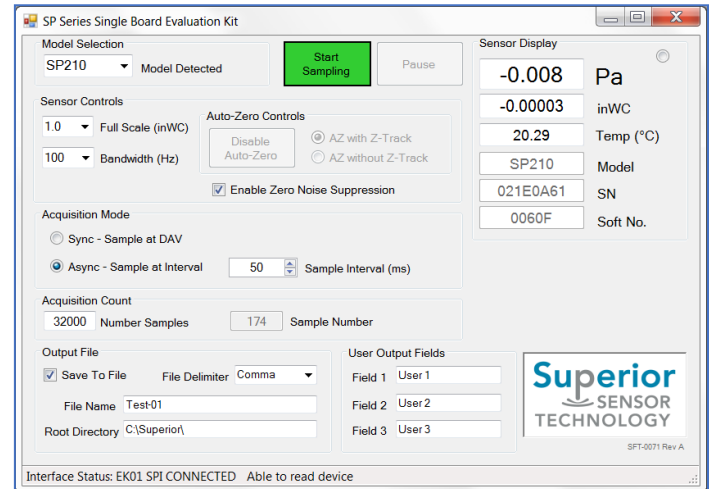 SP Series Single Board Evaluation Kit
Model Selection
SP210 Model Detected
Start Sampling
Pause
Sensor Display
-0.008 Pa
-0.00003 inWC
20.29 Temp (°C)
SP210 Model
021E0A61 SN
0060F Soft No.
Sensor Controls
1.0 Full Scale (inWC)
100 Bandwidth (Hz)
Auto-Zero Controls
Disable
Auto-Zero
AZ with Z-Track
AZ without Z-Track
Enable Zero Noise Suppression
Acquisition Mode
Sync - Sample at DAV
Async - Sample at Interval 50 Sample Interval (ms)
Acquisition Count
32000 Number Samples 174 Sample Number
Output File
Save To File File Delimiter Comma
File Name Test-01
Root Directory C:\Superior\
User Output Fields
Field 1 User 1
Field 2 User 2
Field 3 User 3
Superior
SENSOR
TECHNOLOGY
SFT-0071 Rev A
Interface Status: EK01 SPI CONNECTED Able to read device